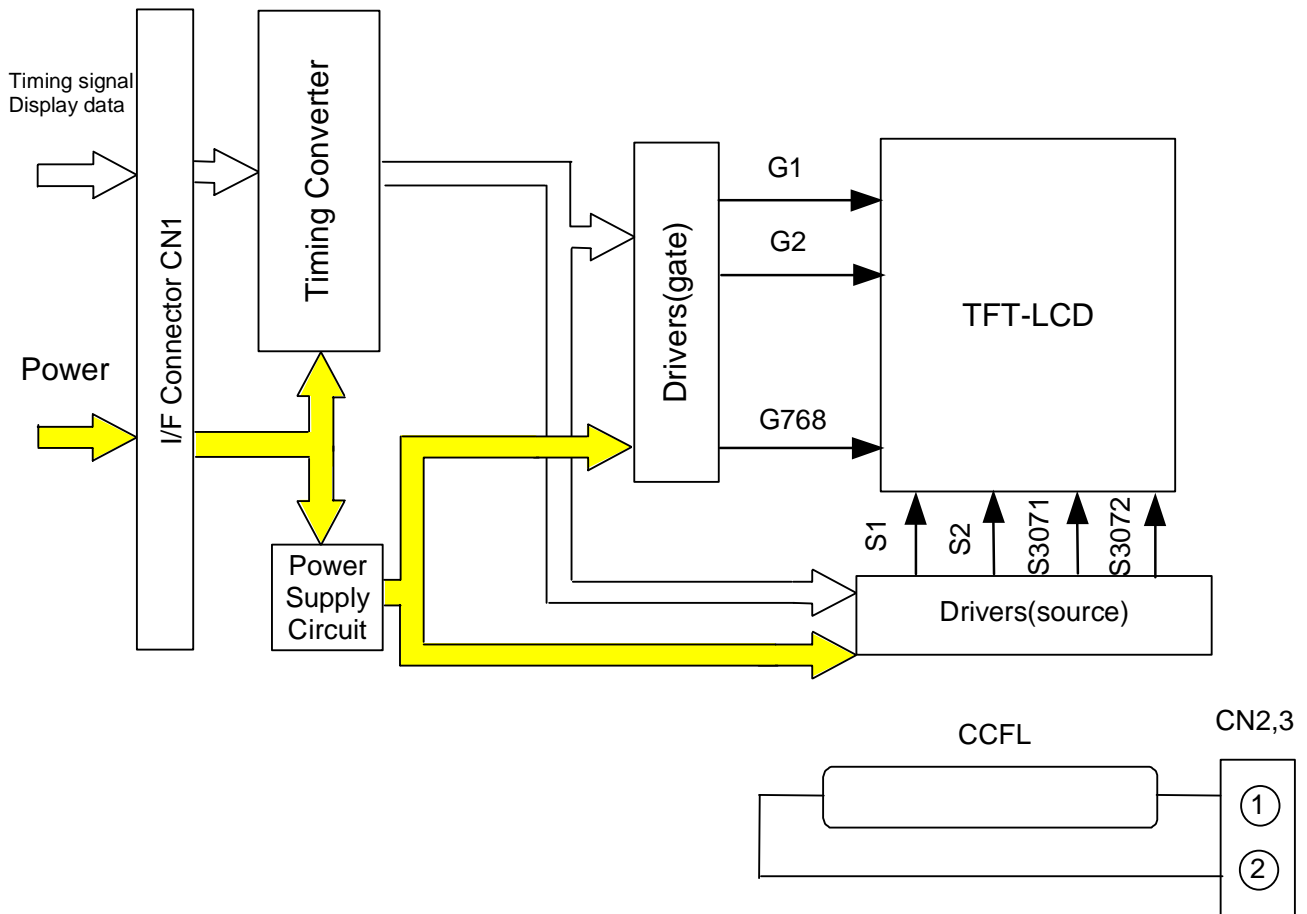 Timing signal
Display data
Power
I/F Connector CN1
Timing Converter
Power
Supply
Circuit
Drivers(gate)
G1
G2
G768
TFT-LCD
S1
S2
S3071
S3072
Drivers(source)
CCFL
CN2,3
1
2